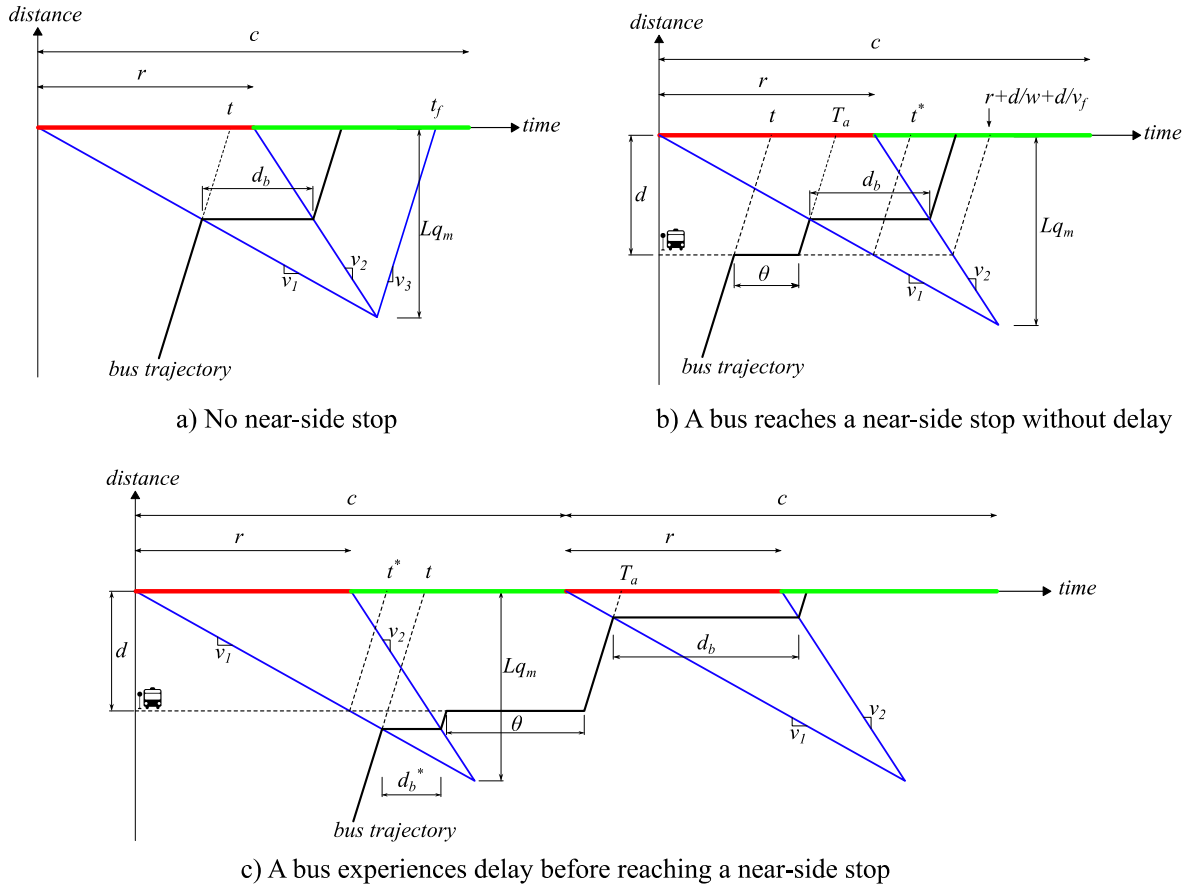 distance
c
r
t
t_f
time
d_b
Lq_m
v_1
v_2
v_3
bus trajectory
a) No near-side stop
distance
c
r
r+d/w+d/v_f
t
T_a
t^*
time
d
d_b
Lq_m
θ
v_1
v_2
bus trajectory
b) A bus reaches a near-side stop without delay
distance
c
c
r
r
t^*
t
T_a
time
d
v_1
v_2
Lq_m
d_b
θ
v_1
v_2
d_b^*
bus trajectory
c) A bus experiences delay before reaching a near-side stop